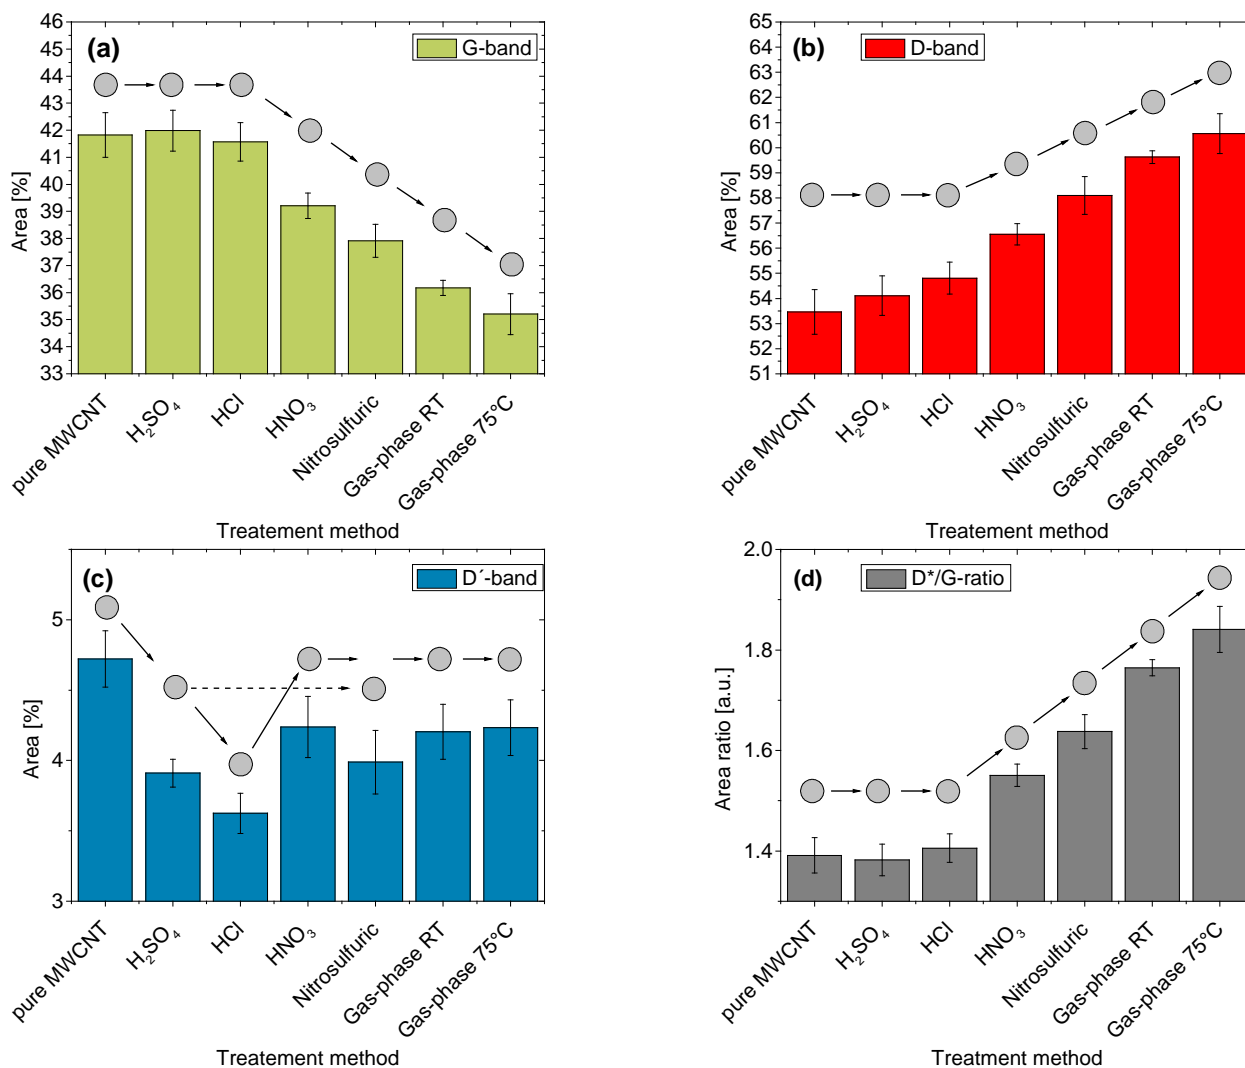 (a)
G-band
46
45
44
43
42
41
40
39
38
37
36
35
34
33
Area [%]
pure MWCNT
H₂SO₄
HCl
HNO₃
Nitrosulfuric
Gas-phase RT
Gas-phase 75°C
Treatement method
(b)
D-band
65
64
63
62
61
60
59
58
57
56
55
54
53
52
51
Area [%]
pure MWCNT
H₂SO₄
HCl
HNO₃
Nitrosulfuric
Gas-phase RT
Gas-phase 75°C
Treatement method
(c)
D´-band
5
4
3
Area [%]
pure MWCNT
H₂SO₄
HCl
HNO₃
Nitrosulfuric
Gas-phase RT
Gas-phase 75°C
Treatement method
(d)
D*/G-ratio
2.0
1.8
1.6
1.4
Area ratio [a.u.]
pure MWCNT
H₂SO₄
HCl
HNO₃
Nitrosulfuric
Gas-phase RT
Gas-phase 75°C
Treatment method